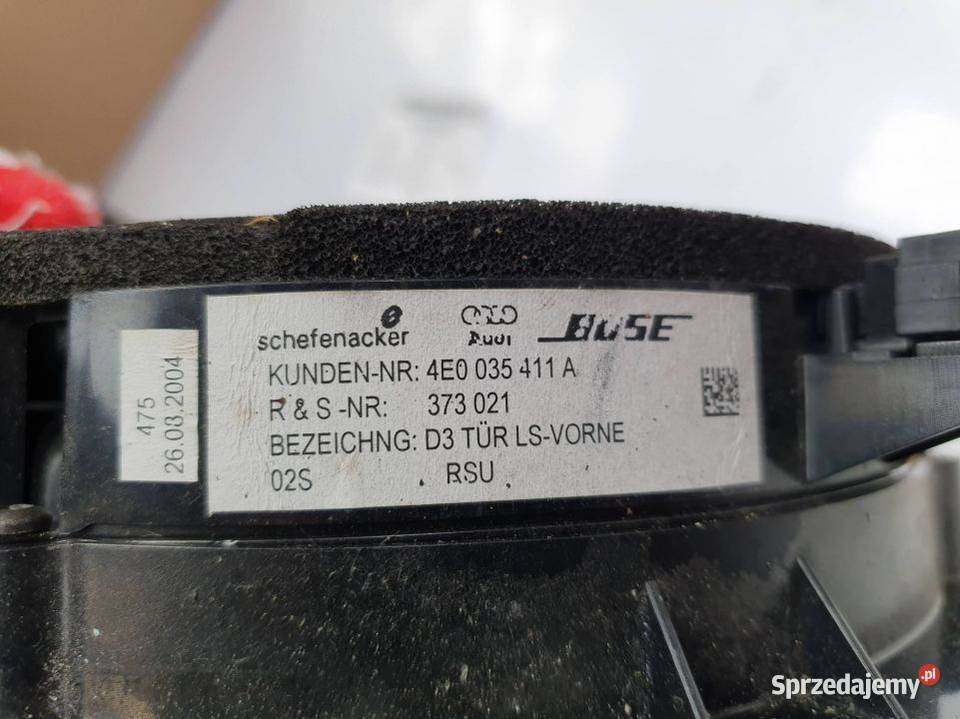 schefenacker Audi BOSE
KUNDEN-NR: 4E0 035 411 A
R & S -NR: 373 021
BEZEICHNG: D3 TÜR LS-VORNE
02S RSU
475
26.08.2004
Sprzedajemy.pl